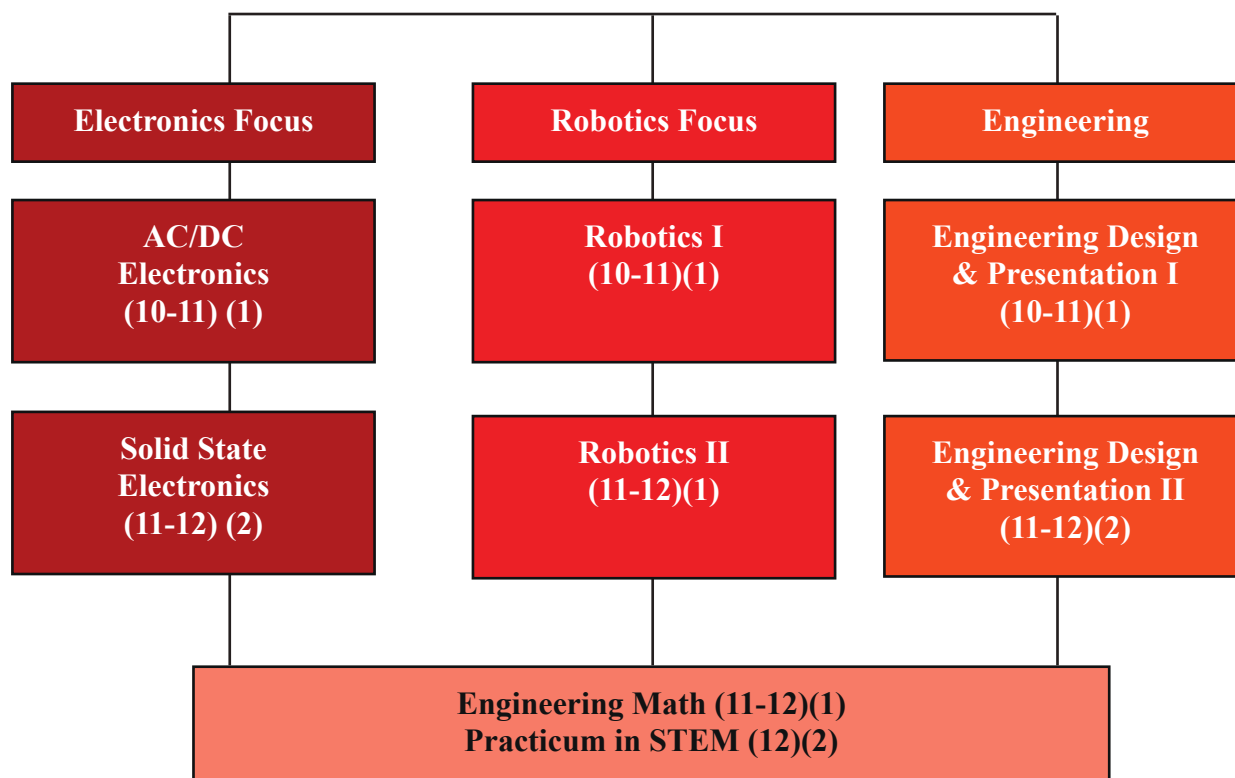 Electronics Focus
Robotics Focus
Engineering
AC/DC
Electronics
(10-11) (1)
Robotics I
(10-11)(1)
Engineering Design
& Presentation I
(10-11)(1)
Solid State
Electronics
(11-12) (2)
Robotics II
(11-12)(1)
Engineering Design
& Presentation II
(11-12)(2)
Engineering Math (11-12)(1)
Practicum in STEM (12)(2)